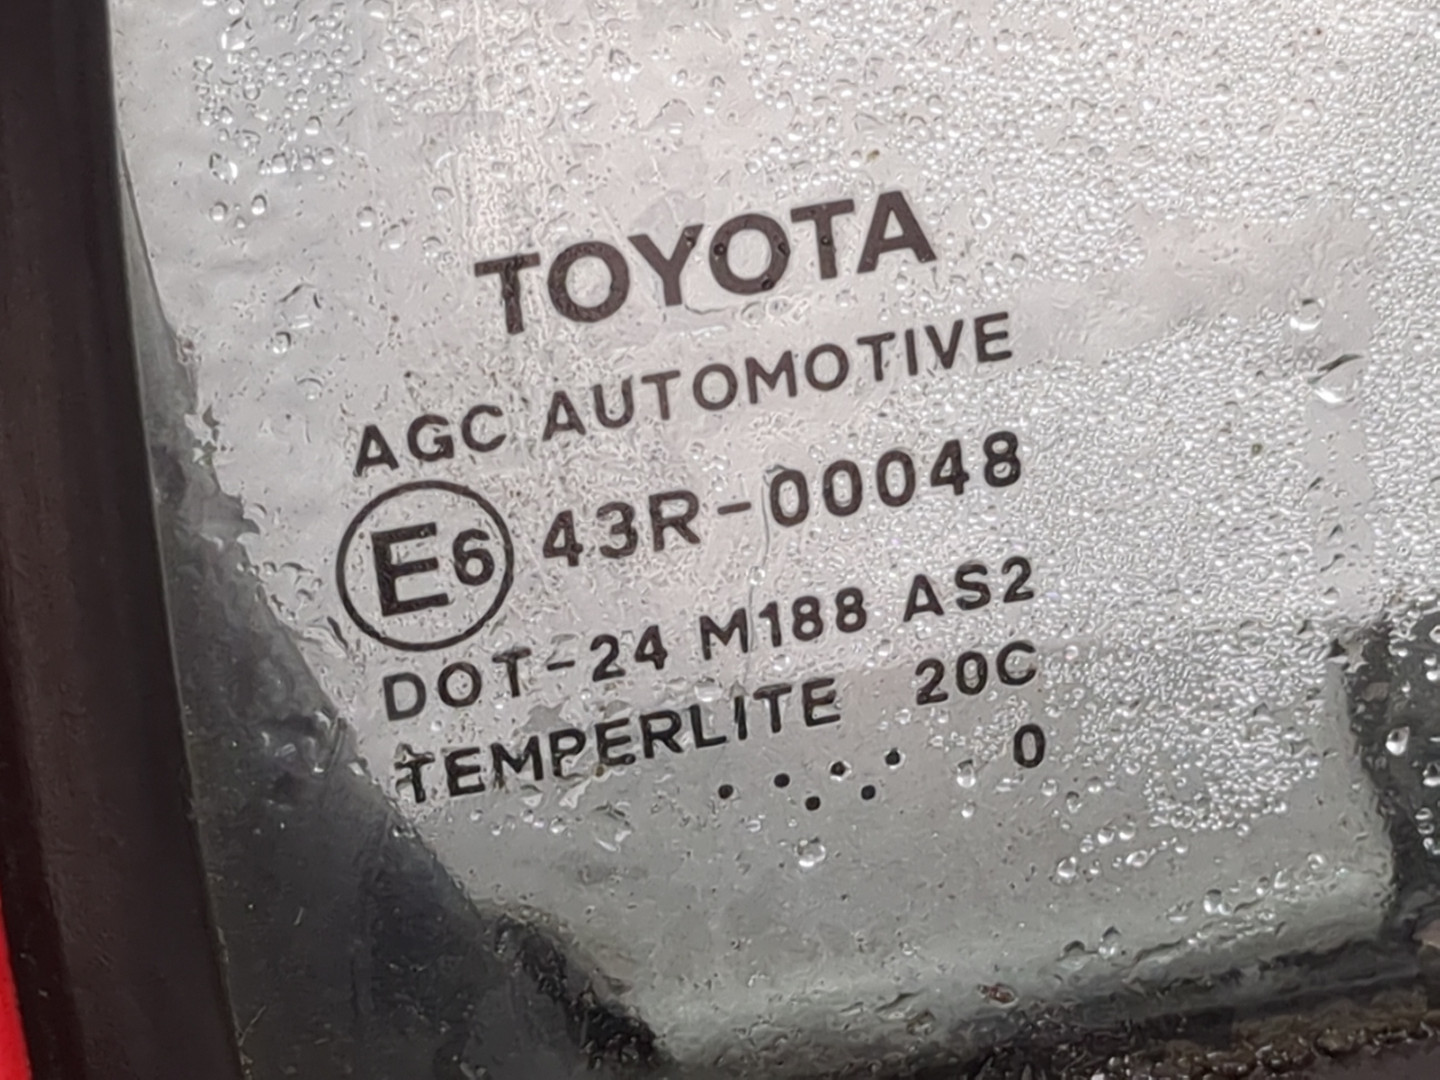 TOYOTA
AGC AUTOMOTIVE
E6 43R-00048
DOT-24 M188 AS2
TEMPERLITE 20C
0